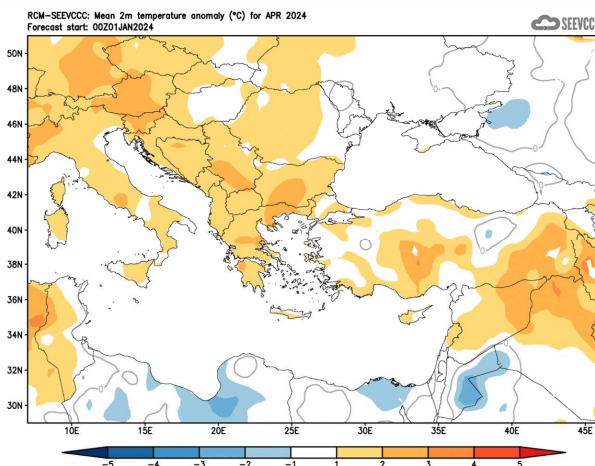 RCM-SEEVCCC: Mean 2m temperature anomaly (°C) for APR 2024
Forecast start: 00Z01JAN2024
SEEVCC
50N
48N
46N
44N
42N
40N
38N
36N
34N
32N
30N
10E 15E 20E 25E 30E 35E 40E 45E
-5 -4 -3 -2 -1 1 2 3 4 5